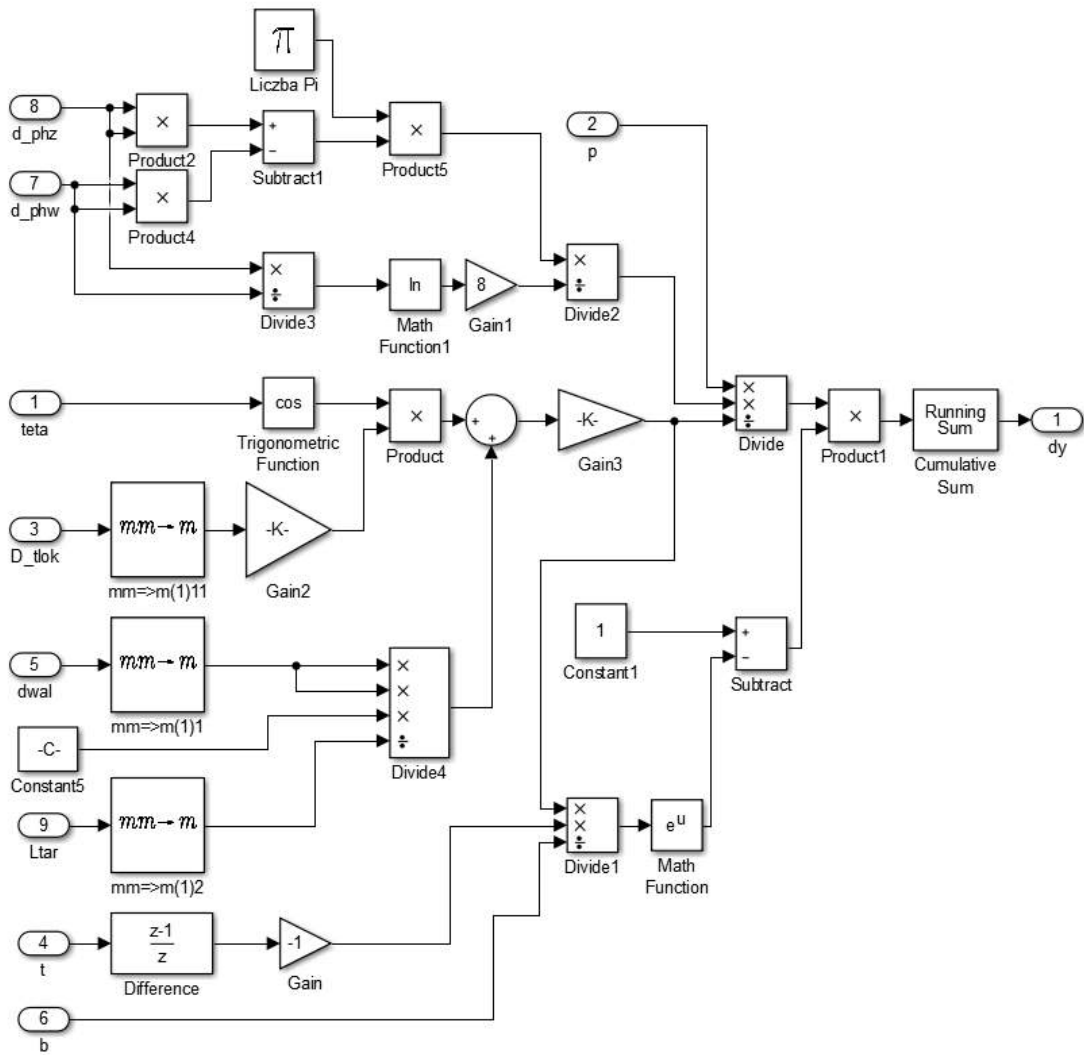 π
Liczba Pi
8
d_phz
×
Product2
+
−
Subtract1
×
Product5
2
p
7
d_phw
×
Product4
×
÷
Divide3
ln
Math
Function1
8
Gain1
×
÷
Divide2
1
teta
cos
Trigonometric
Function
×
Product
+
+
-K-
Gain3
×
×
÷
Divide
×
Product1
Running
Sum
Cumulative
Sum
1
dy
3
D_tlok
mm→m
mm=>m(1)11
-K-
Gain2
5
dwal
mm→m
mm=>m(1)1
×
×
×
÷
Divide4
1
Constant1
+
−
Subtract
-C-
Constant5
9
Ltar
mm→m
mm=>m(1)2
×
×
÷
Divide1
e^u
Math
Function
4
t
z-1
z
Difference
-1
Gain
6
b